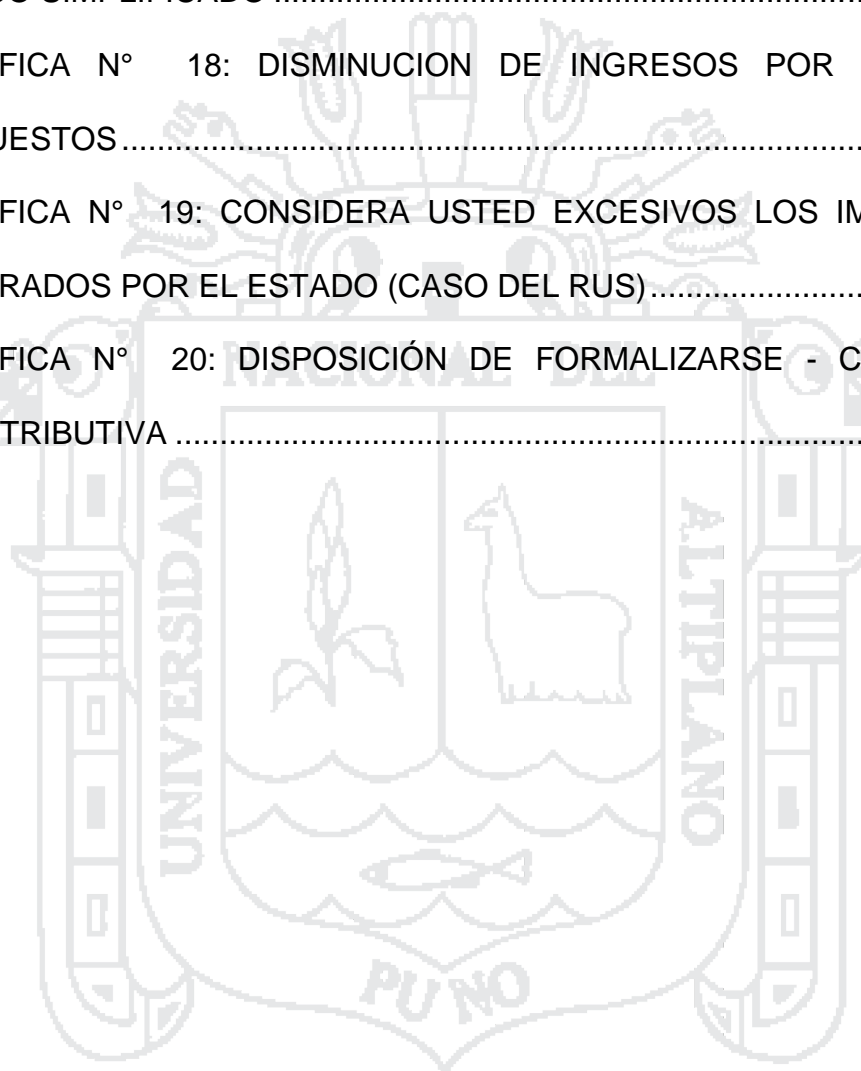 FICA N° 18: DISMINUCION DE INGRESOS POR
UESTOS ........................................................................................
FICA N° 19: CONSIDERA USTED EXCESIVOS LOS IM
RADOS POR EL ESTADO (CASO DEL RUS) ..........................
FICA N° 20: DISPOSICIÓN DE FORMALIZARSE - C
TRIBUTIVA ..................................................................................
NACIONAL DEL
UNIVERSIDAD
ALTIPLANO
PUNO